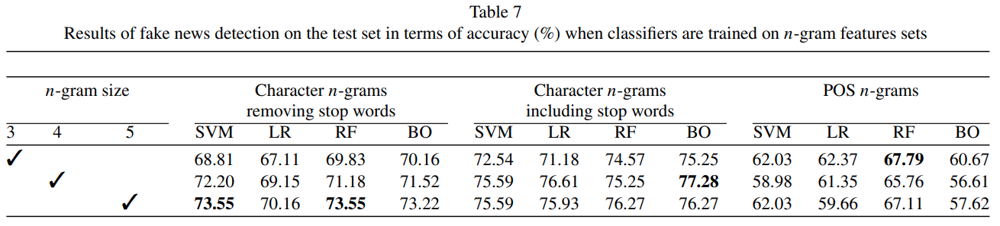 Table 7
Results of fake news detection on the test set in terms of accuracy (%) when classifiers are trained on n-gram features sets
n-gram size Character n-grams Character n-grams POS n-grams
removing stop words including stop words
3 4 5 SVM LR RF BO SVM LR RF BO SVM LR RF BO
✓ 68.81 67.11 69.83 70.16 72.54 71.18 74.57 75.25 62.03 62.37 67.79 60.67
✓ 72.20 69.15 71.18 71.52 75.59 76.61 75.25 77.28 58.98 61.35 65.76 56.61
✓ 73.55 70.16 73.55 73.22 75.59 75.93 76.27 76.27 62.03 59.66 67.11 57.62